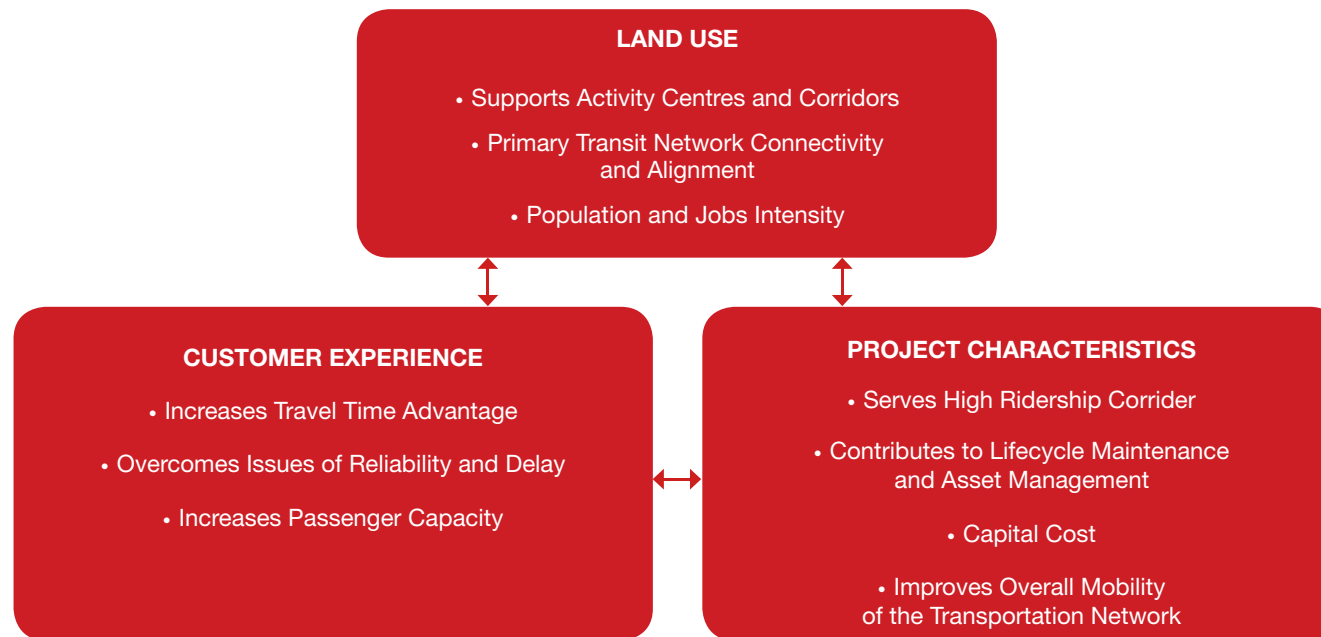 LAND USE
• Supports Activity Centres and Corridors
• Primary Transit Network Connectivity
and Alignment
• Population and Jobs Intensity
CUSTOMER EXPERIENCE
• Increases Travel Time Advantage
• Overcomes Issues of Reliability and Delay
• Increases Passenger Capacity
PROJECT CHARACTERISTICS
• Serves High Ridership Corrider
• Contributes to Lifecycle Maintenance
and Asset Management
• Capital Cost
• Improves Overall Mobility
of the Transportation Network